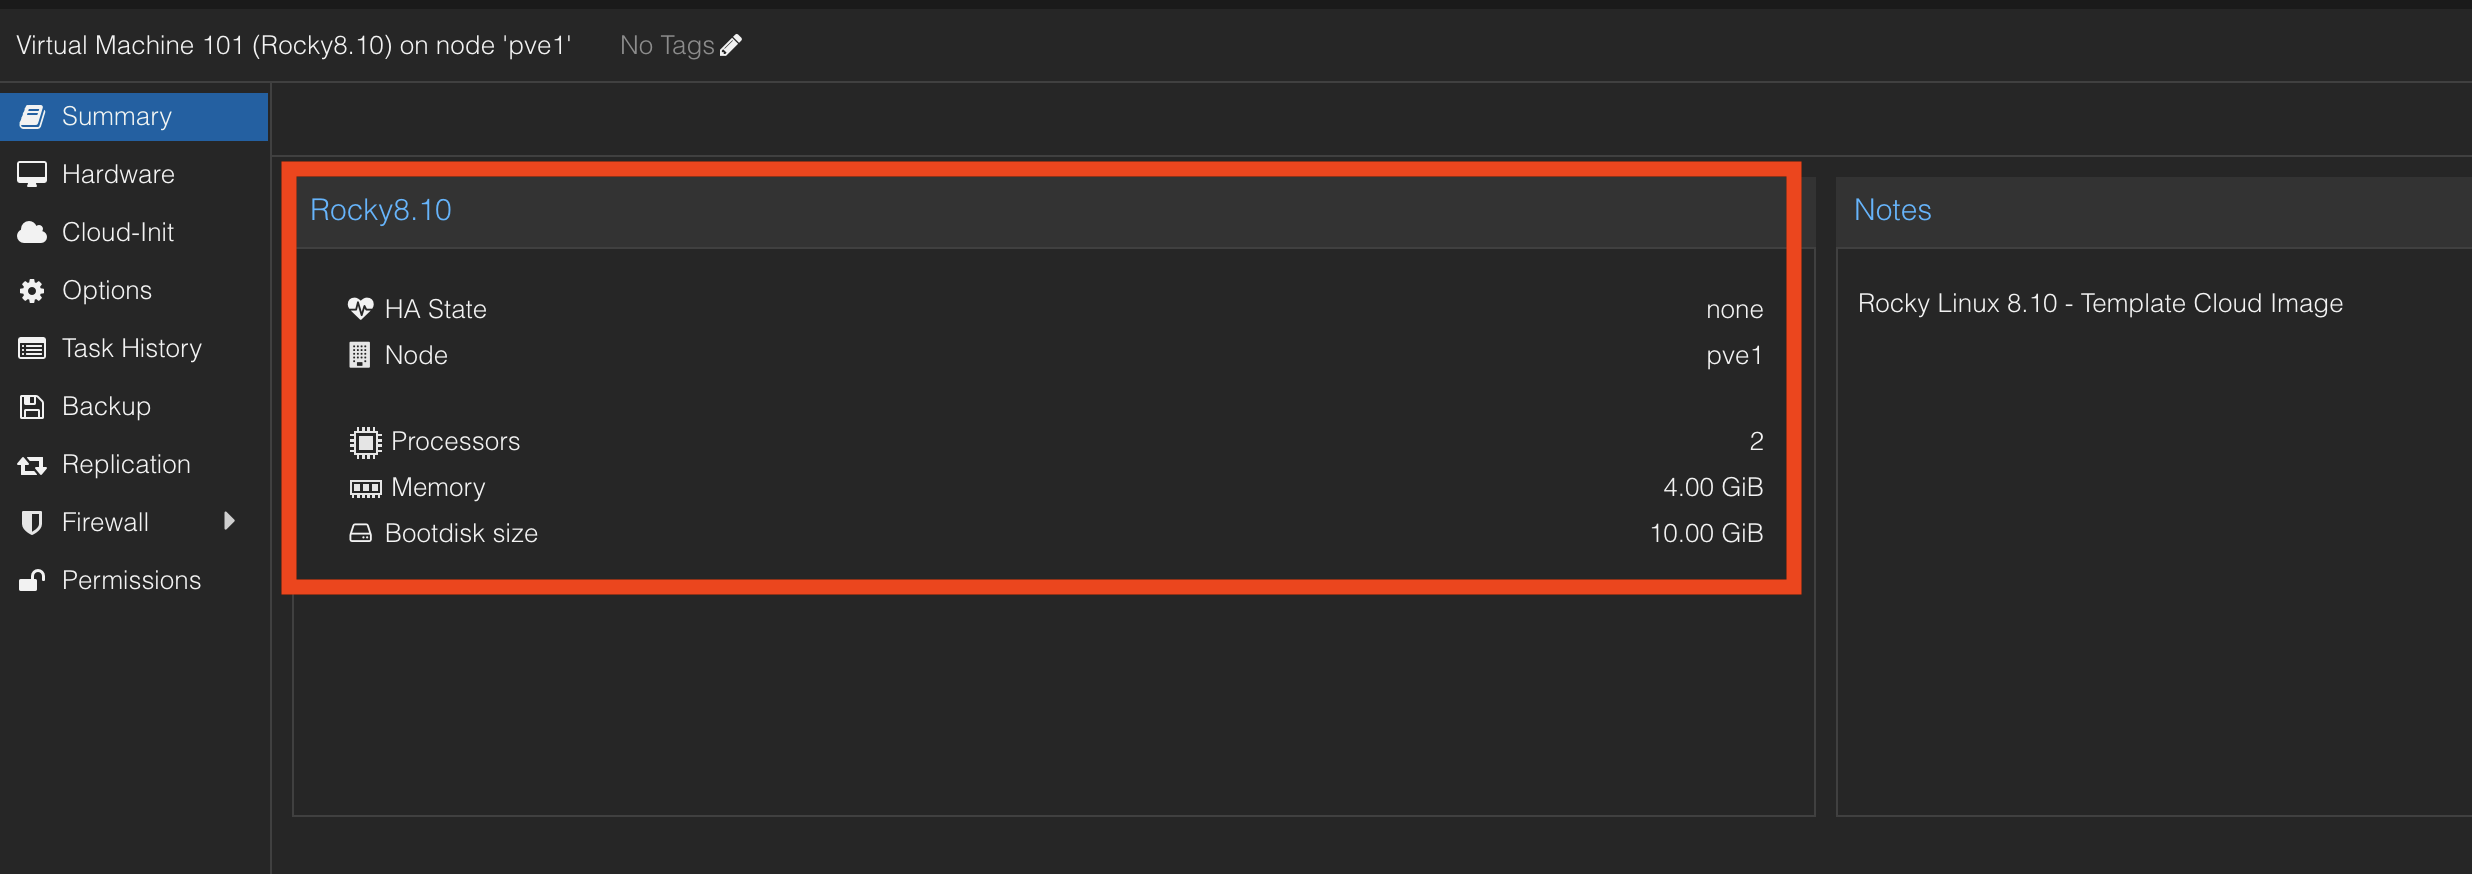 Virtual Machine 101 (Rocky8.10) on node 'pve1' No Tags
Summary
Hardware
Cloud-Init
Options
Task History
Backup
Replication
Firewall
Permissions
Rocky8.10
HA State none
Node pve1
Processors 2
Memory 4.00 GiB
Bootdisk size 10.00 GiB
Notes
Rocky Linux 8.10 - Template Cloud Image